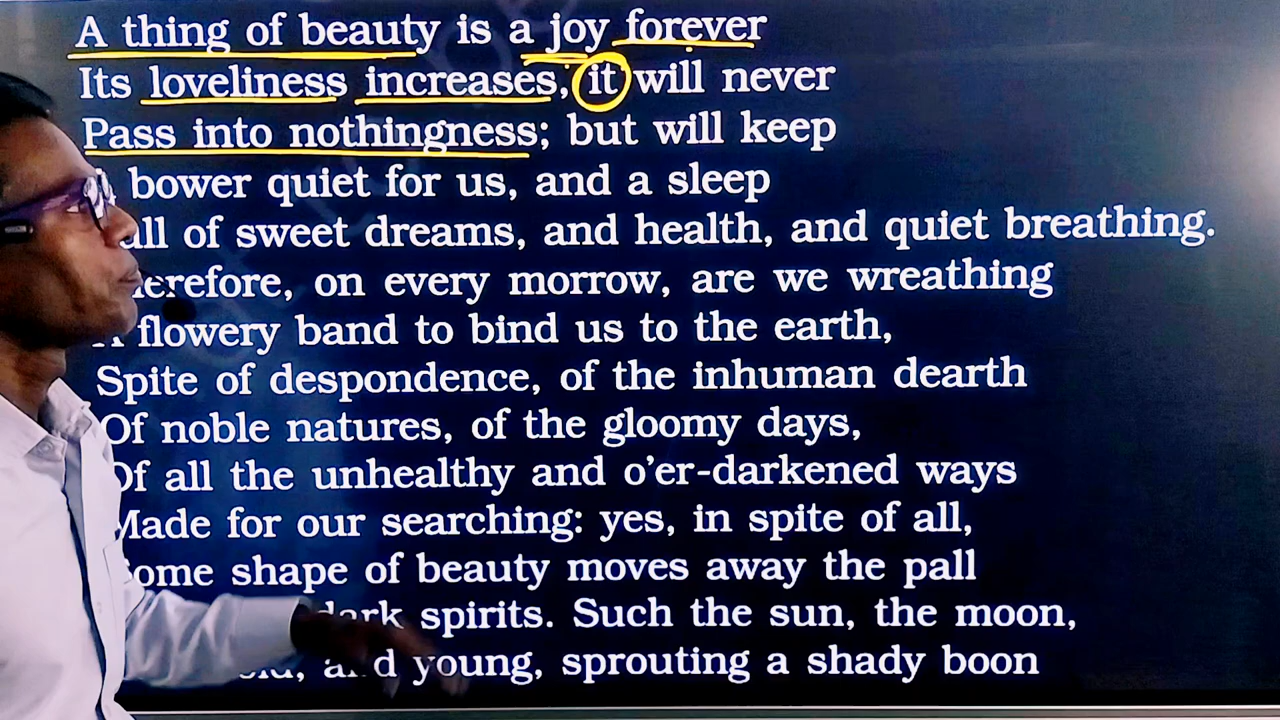 A thing of beauty is a joy forever
Its loveliness increases, it will never
Pass into nothingness; but will keep
bower quiet for us, and a sleep
of sweet dreams, and health, and quiet breathing.
on every morrow, are we wreathing
A flowery band to bind us to the earth,
Spite of despondence, of the inhuman dearth
Of noble natures, of the gloomy days,
Of all the unhealthy and o'er-darkened ways
Made for our searching: yes, in spite of all,
shape of beauty moves away the pall
dark spirits. Such the sun, the moon,
and young, sprouting a shady boon